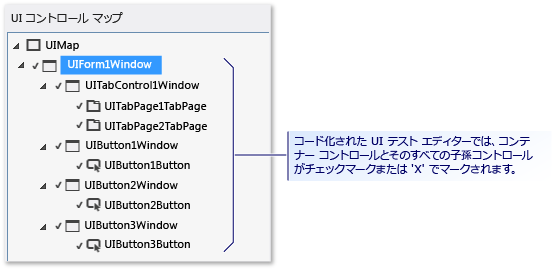 UI コントロール マップ
UIMap
UIForm1Window
UITabControl1Window
UITabPage1TabPage
UITabPage2TabPage
UIButton1Window
UIButton1Button
UIButton2Window
UIButton2Button
UIButton3Window
UIButton3Button
コード化された UI テスト エディターでは、コンテ
ナー コントロールとそのすべての子孫コントロール
がチェックマークまたは 'X' でマークされます。